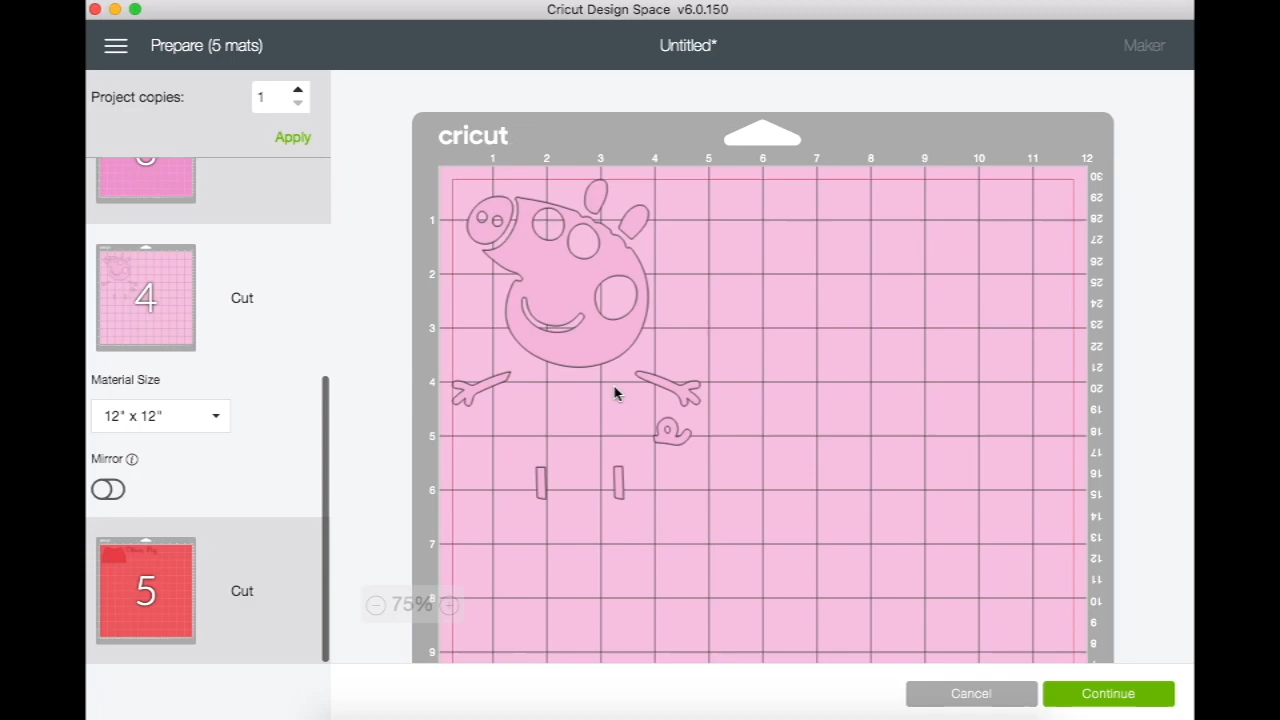 Cricut Design Space v6.0.150
Prepare (5 mats)
Untitled*
Maker
Project copies:
1
Apply
4
Cut
Material Size
12" x 12"
Mirror
5
Cut
75%
cricut
1 2 3 4 5 6 7 8 9 10 11 12
1
2
3
4
5
6
7
8
9
30
29
28
27
26
25
24
23
22
21
20
19
18
17
16
15
14
13
12
11
10
9
8
Cancel
Continue